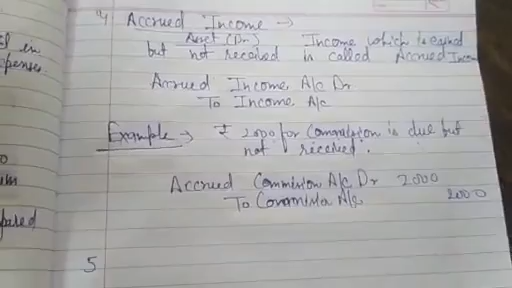 4) Accrued Income →
Asset (Dr) Income which is earned
but not received is called Accrued Income
Accrued Income A/c Dr
To Income A/c
Example → ₹ 2000 for Commission is due but
not received.
Accrued Commission A/c Dr 2000
To Commission A/c 2000
in
5